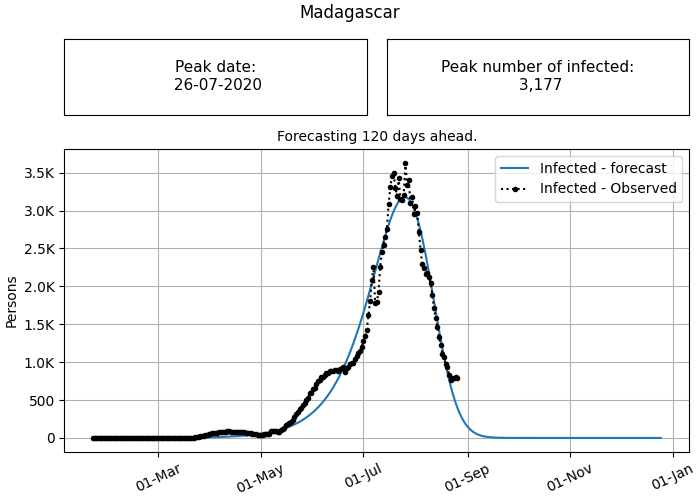 Madagascar
Peak date:
26-07-2020
Peak number of infected:
3,177
Forecasting 120 days ahead.
Infected - forecast
Infected - Observed
3.5K
3.0K
2.5K
2.0K
1.5K
1.0K
500
0
Persons
01-Mar
01-May
01-Jul
01-Sep
01-Nov
01-Jan